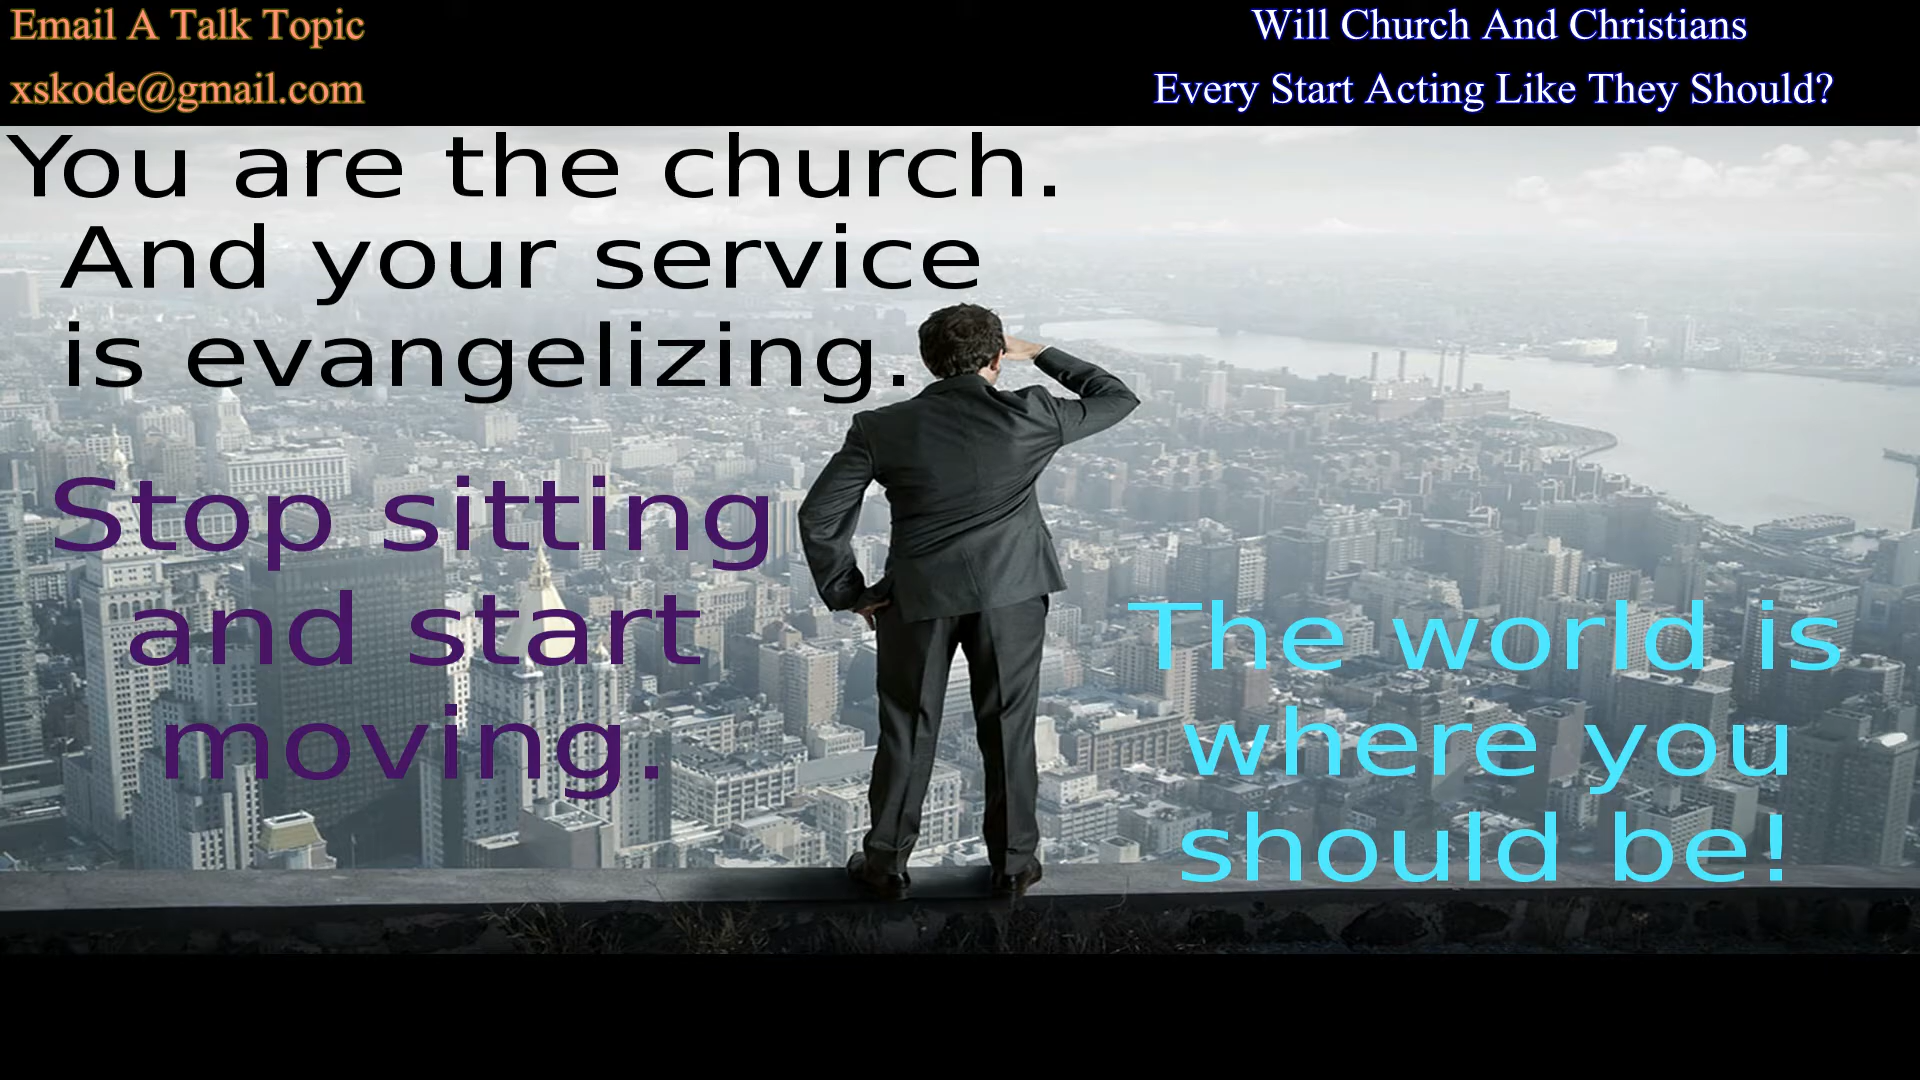 Email A Talk Topic
xskode@gmail.com
Will Church And Christians
Every Start Acting Like They Should?
You are the church.
And your service
is evangelizing.
Stop sitting
and start
moving.
The world is
where you
should be!